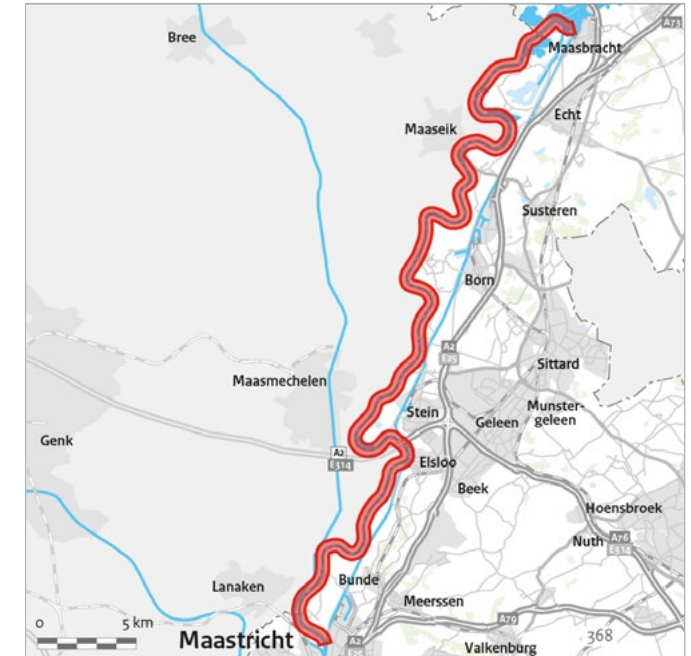 A73
Bree
Maasbracht
Echt
Maaseik
Susteren
Born
A2
E25
Sittard
Maasmechelen
Stein
Munster-
geleen
Geleen
Genk
A2
E314
Elsloo
Beek
Hoensbroek
Nuth
A76
E314
Lanaken
Bunde
Meerssen
A79
0 5 km
368
Maastricht
A2
E25
Valkenburg